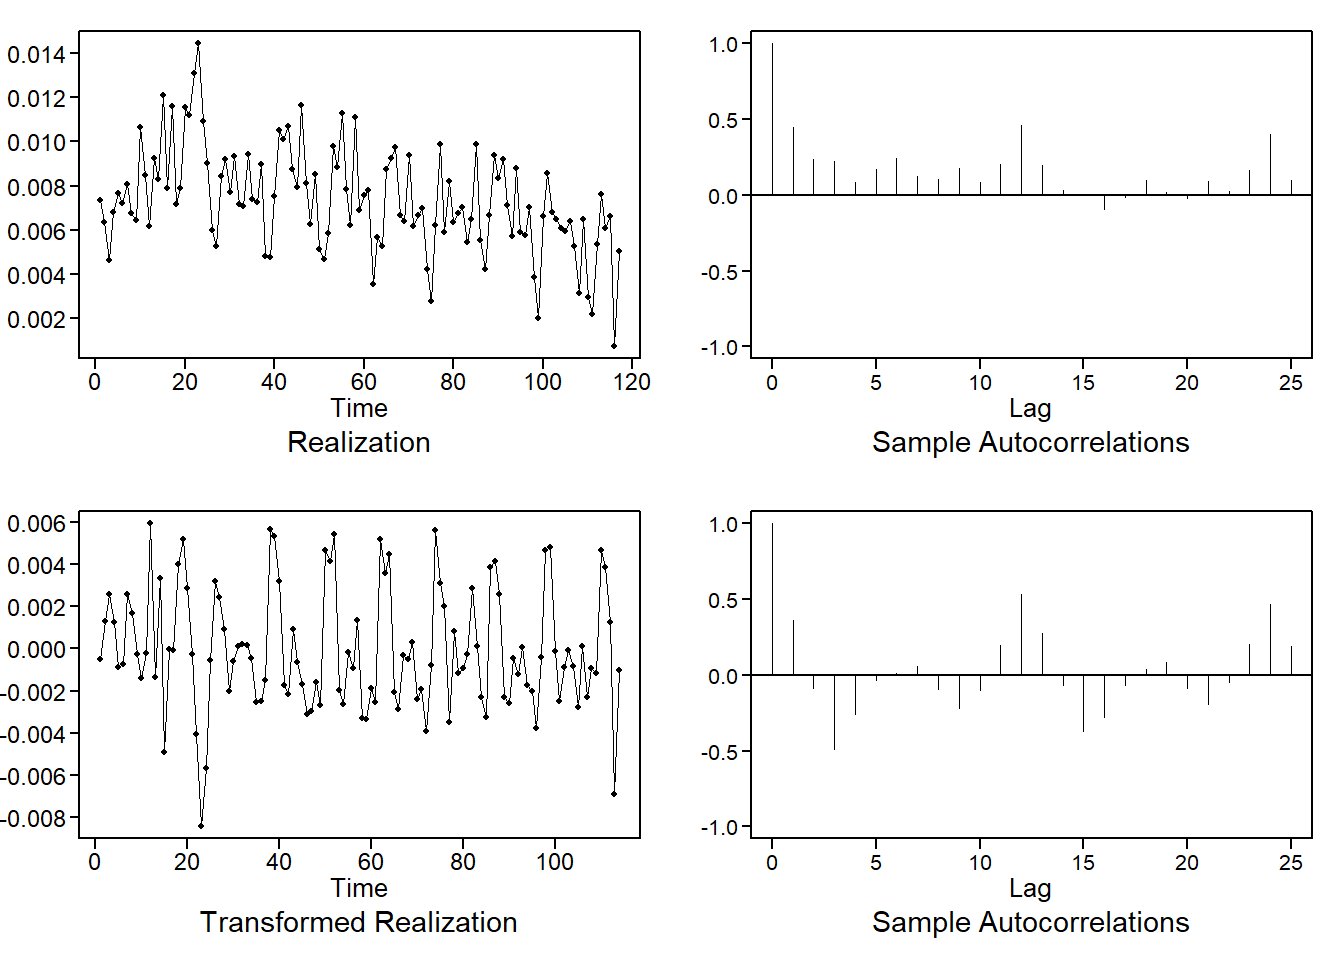 0.014
0.012
0.010
0.008
0.006
0.004
0.002
0 20 40 60 80 100 120
Time
Realization
1.0
0.5
0.0
-0.5
-1.0
0 5 10 15 20 25
Lag
Sample Autocorrelations
0.006
0.004
0.002
0.000
-0.002
-0.004
-0.006
-0.008
0 20 40 60 80 100
Time
Transformed Realization
1.0
0.5
0.0
-0.5
-1.0
0 5 10 15 20 25
Lag
Sample Autocorrelations